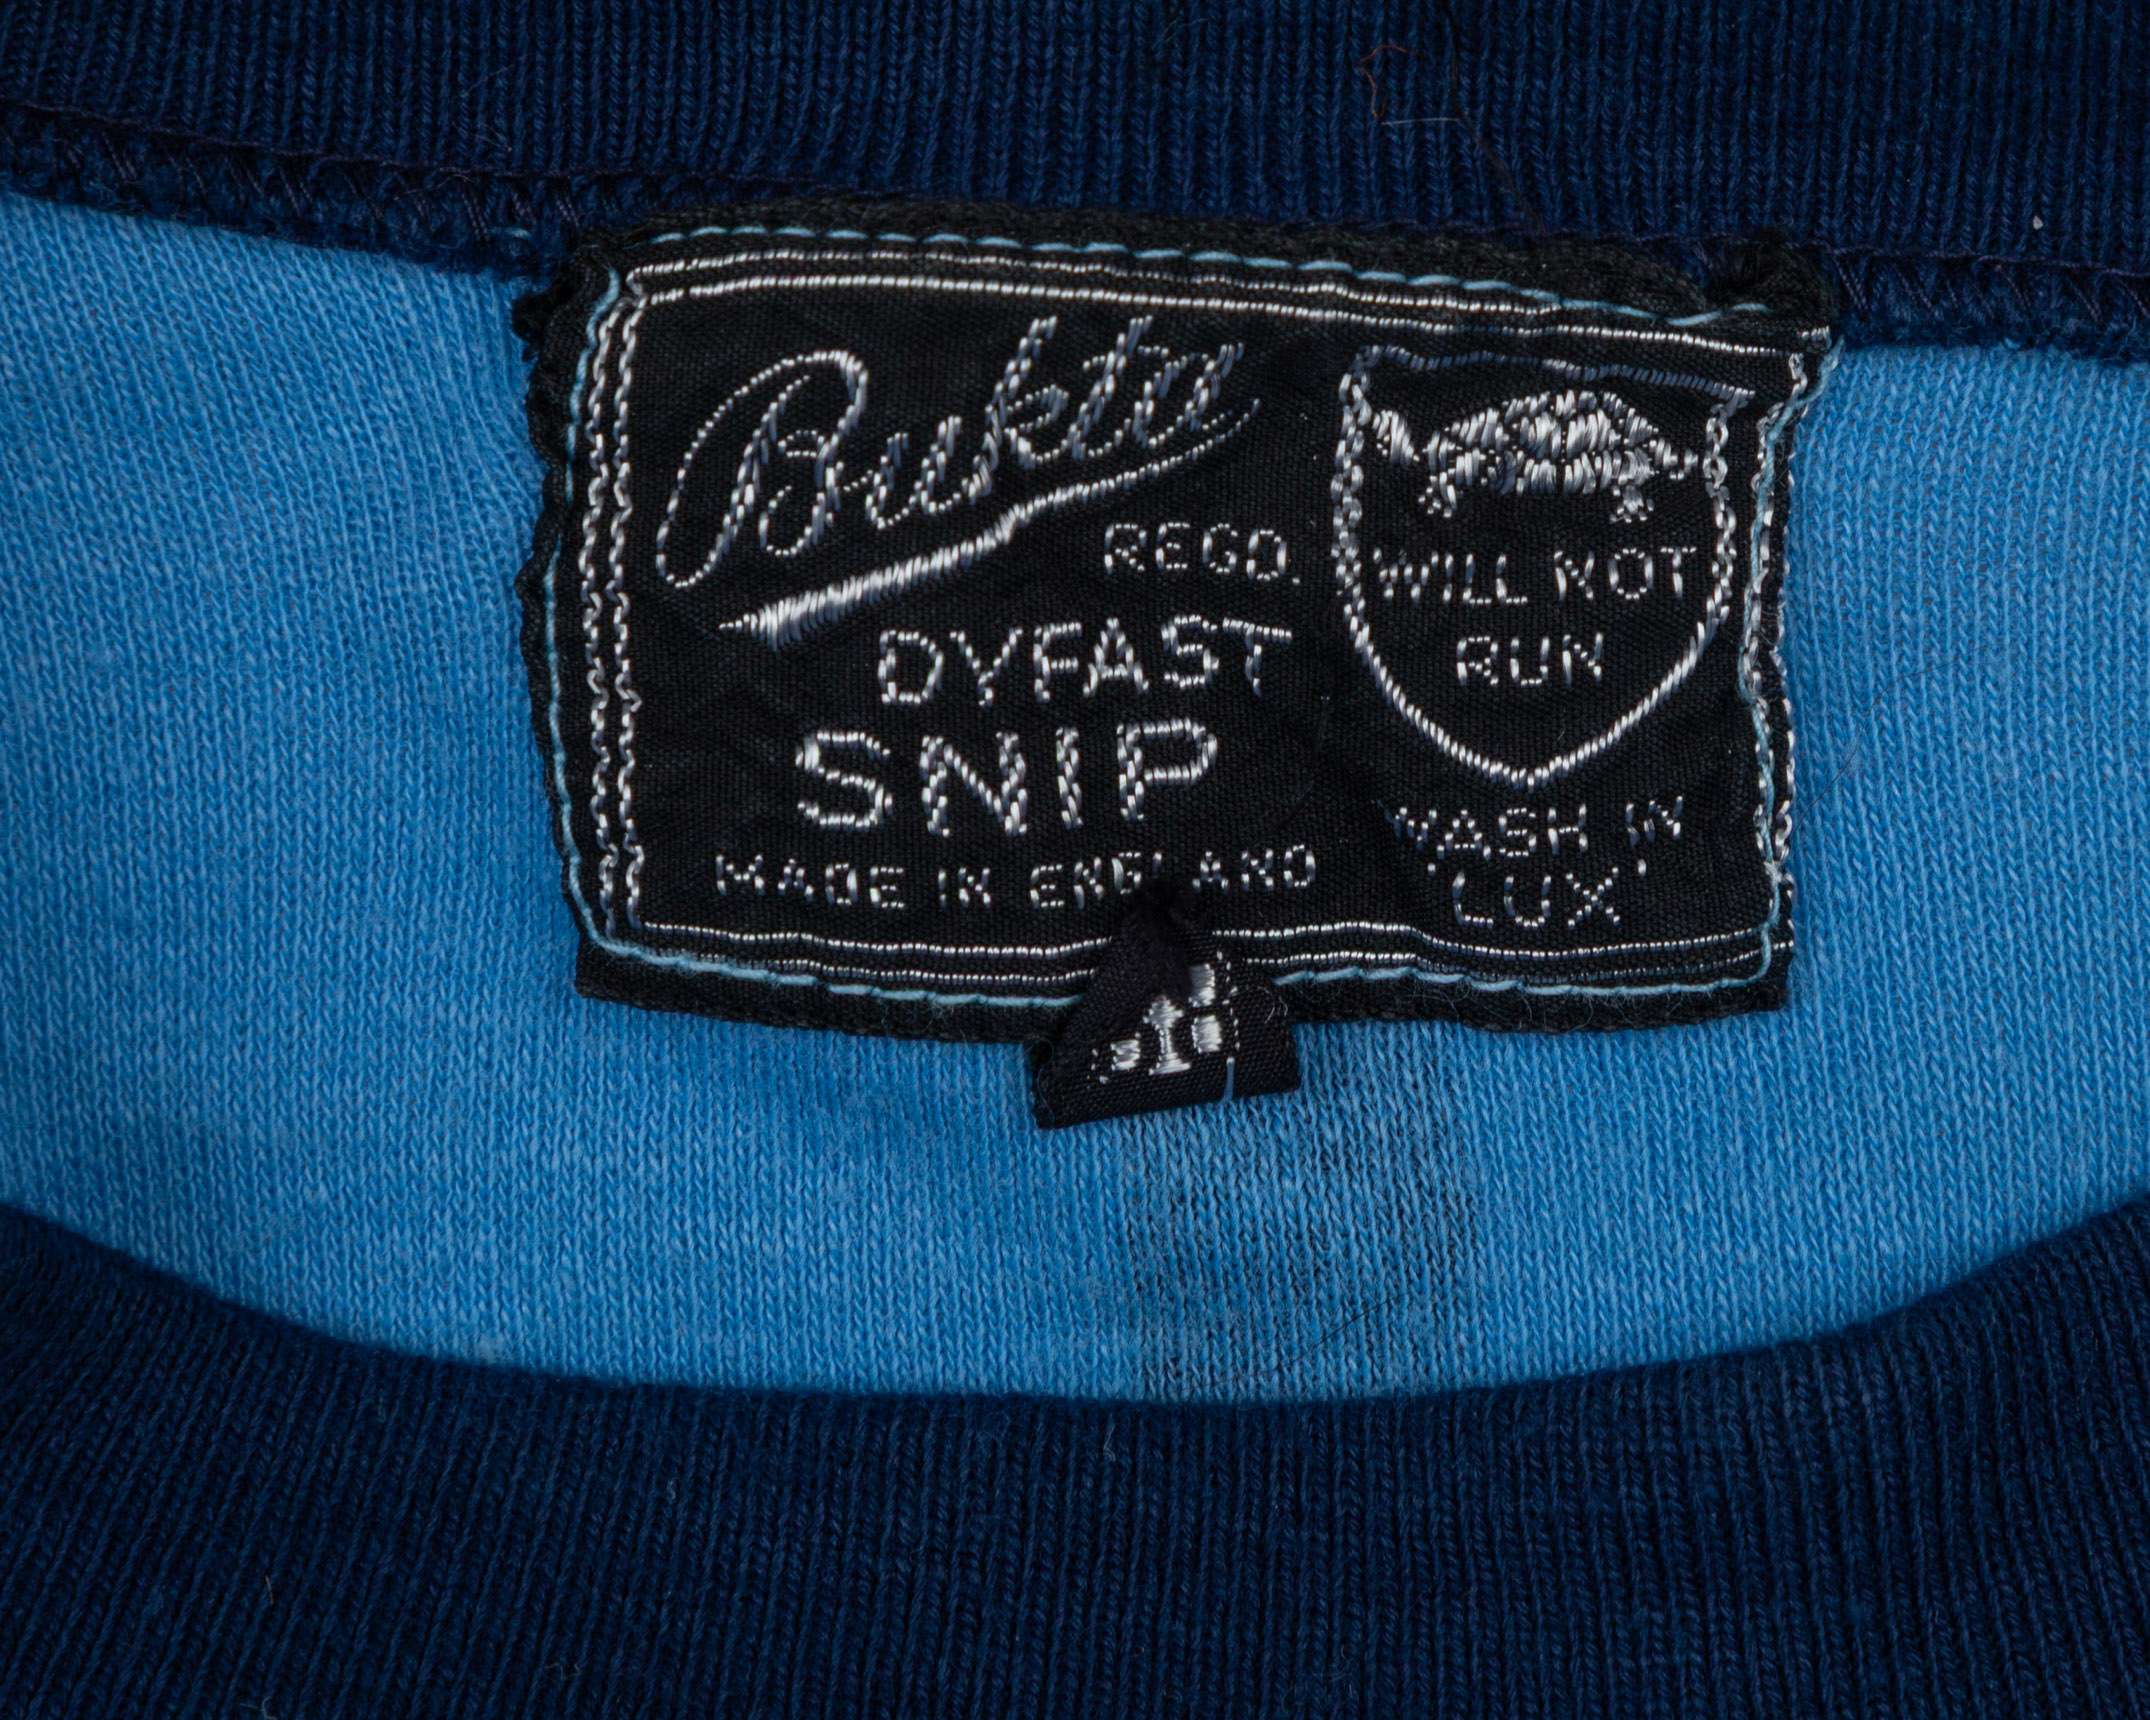 Bukta
REGD.
DYFAST
SNIP
MADE IN ENGLAND
WILL NOT
RUN
WASH IN
'LUX'